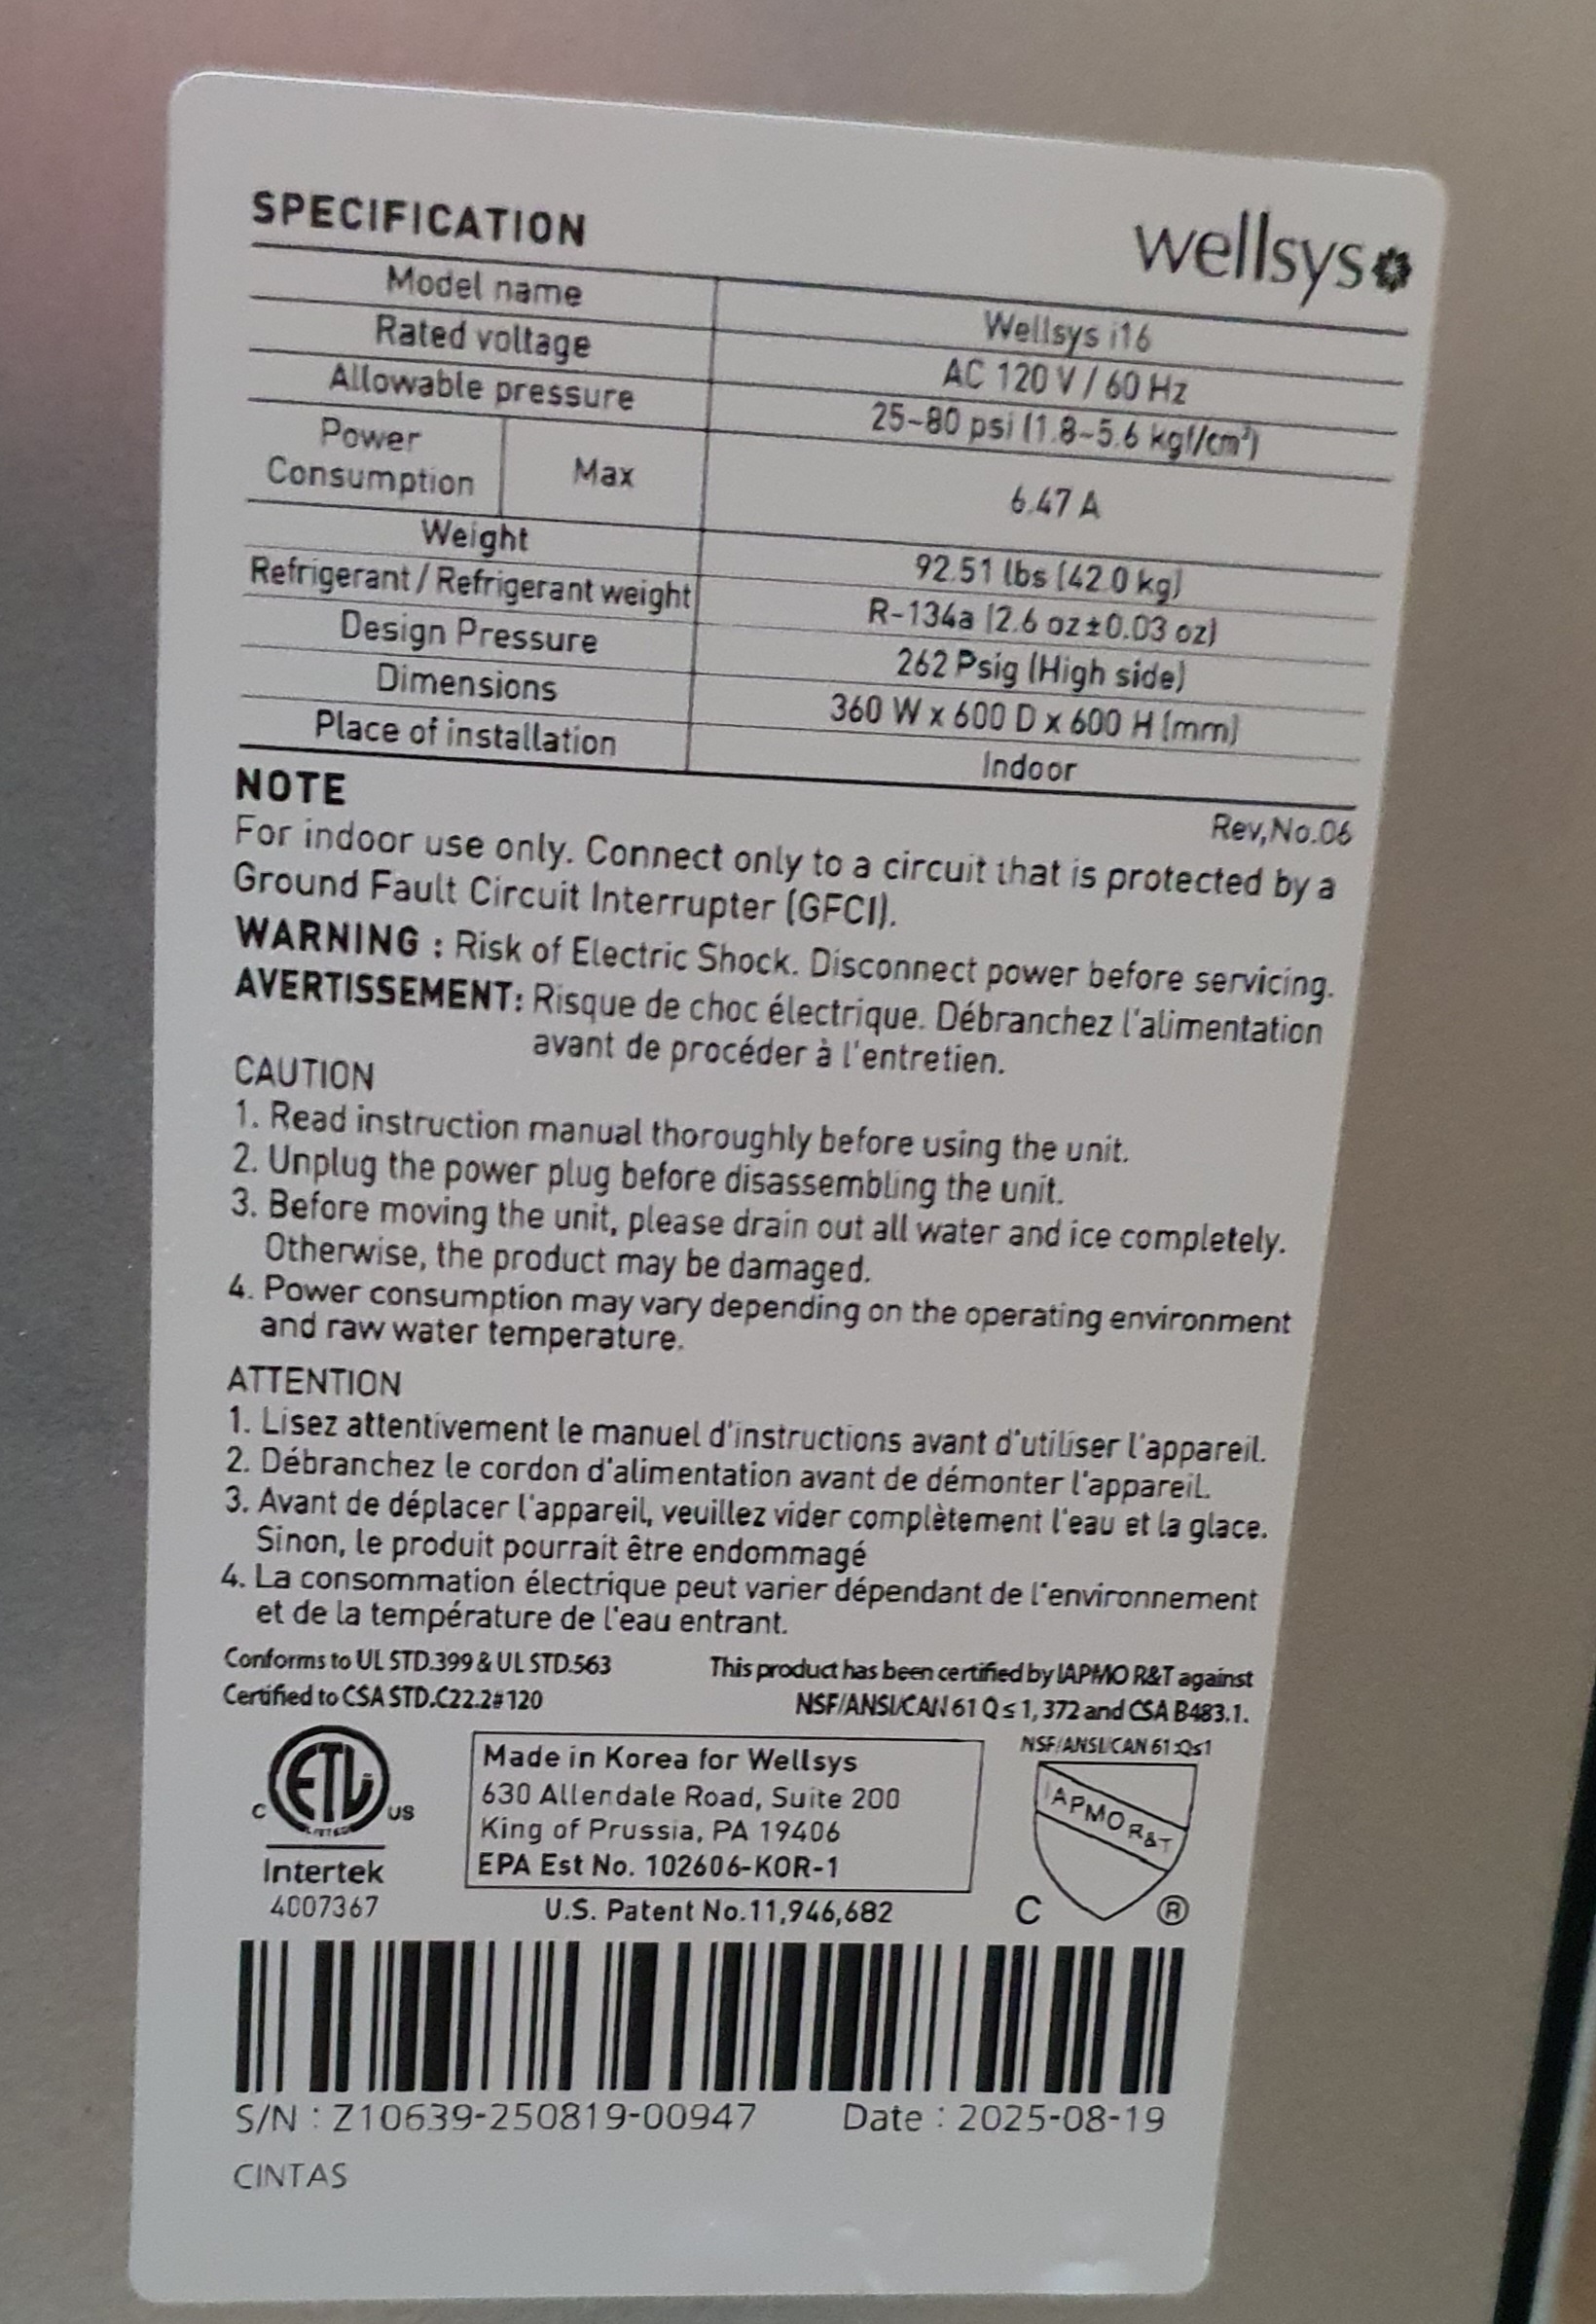 SPECIFICATION
wellsys
Model name Wellsys i16
Rated voltage AC 120 V / 60 Hz
Allowable pressure 25~80 psi (1.8~5.6 kgf/cm²)
Power Consumption Max 6.47 A
Weight 92.51 lbs (42.0 kg)
Refrigerant / Refrigerant weight R-134a (2.6 oz±0.03 oz)
Design Pressure 262 Psig (High side)
Dimensions 360 W x 600 D x 600 H (mm)
Place of installation Indoor
Rev,No.06
NOTE
For indoor use only. Connect only to a circuit that is protected by a
Ground Fault Circuit Interrupter (GFCI).
WARNING : Risk of Electric Shock. Disconnect power before servicing.
AVERTISSEMENT: Risque de choc électrique. Débranchez l'alimentation
avant de procéder à l'entretien.
CAUTION
1. Read instruction manual thoroughly before using the unit.
2. Unplug the power plug before disassembling the unit.
3. Before moving the unit, please drain out all water and ice completely.
Otherwise, the product may be damaged.
4. Power consumption may vary depending on the operating environment
and raw water temperature.
ATTENTION
1. Lisez attentivement le manuel d'instructions avant d'utiliser l'appareil.
2. Débranchez le cordon d'alimentation avant de démonter l'appareil.
3. Avant de déplacer l'appareil, veuillez vider complètement l'eau et la glace.
Sinon, le produit pourrait être endommagé
4. La consommation électrique peut varier dépendant de l'environnement
et de la température de l'eau entrant.
Conforms to UL STD.399 & UL STD.563
Certified to CSA STD.C22.2#120
This product has been certified by IAPMO R&T against
NSF/ANSI/CAN 61 Q ≤ 1, 372 and CSA B483.1.
C ETL US
LISTED
Intertek
4007367
Made in Korea for Wellsys
630 Allendale Road, Suite 200
King of Prussia, PA 19406
EPA Est No. 102606-KOR-1
U.S. Patent No.11,946,682
NSF/ANSI/CAN 61:Q≤1
IAPMO R&T
C ®
S/N : Z10639-250819-00947 Date : 2025-08-19
CINTAS